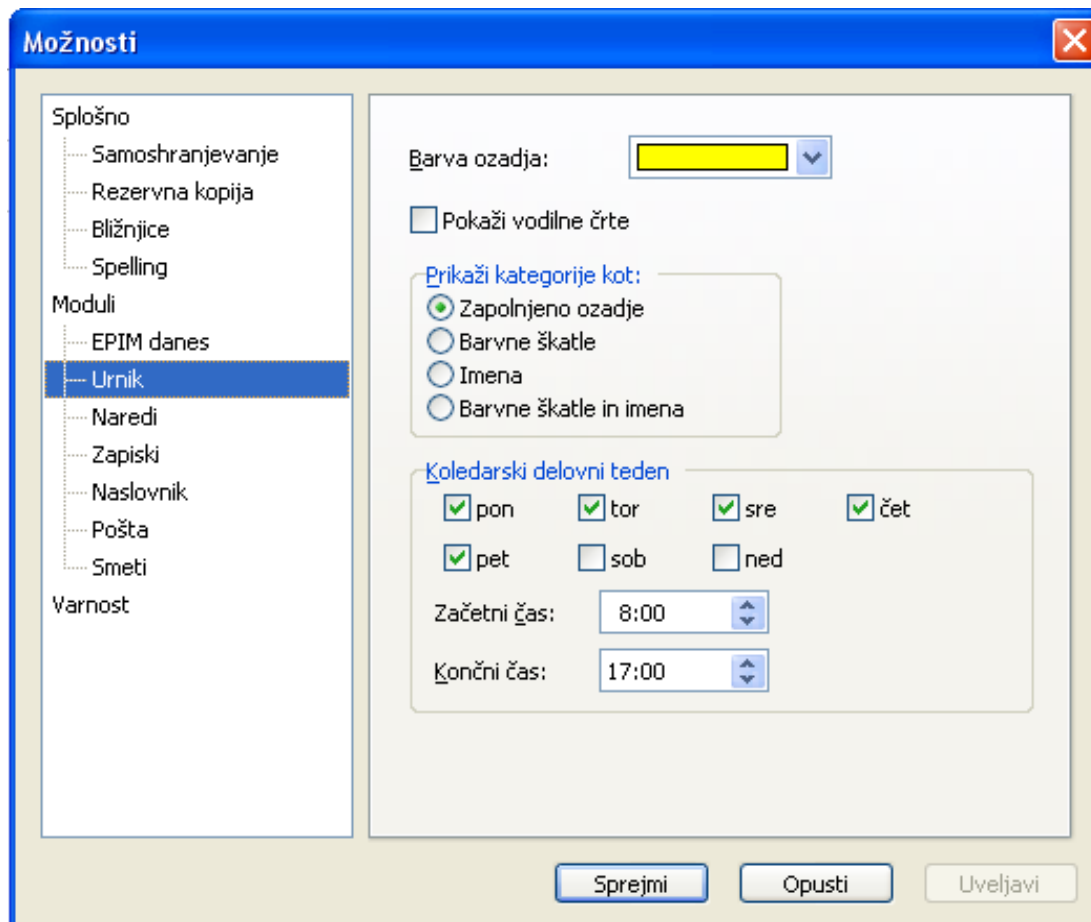 Možnosti
Splošno
Samoshranjevanje
Rezervna kopija
Bližnjice
Spelling
Moduli
EPIM danes
Urnik
Naredi
Zapiski
Naslovnik
Pošta
Smeti
Varnost
Barva ozadja:
Pokaži vodilne črte
Prikaži kategorije kot:
Zapolnjeno ozadje
Barvne škatle
Imena
Barvne škatle in imena
Koledarski delovni teden
pon tor sre čet
pet sob ned
Začetni čas: 8:00
Končni čas: 17:00
Sprejmi Opusti Uveljavi